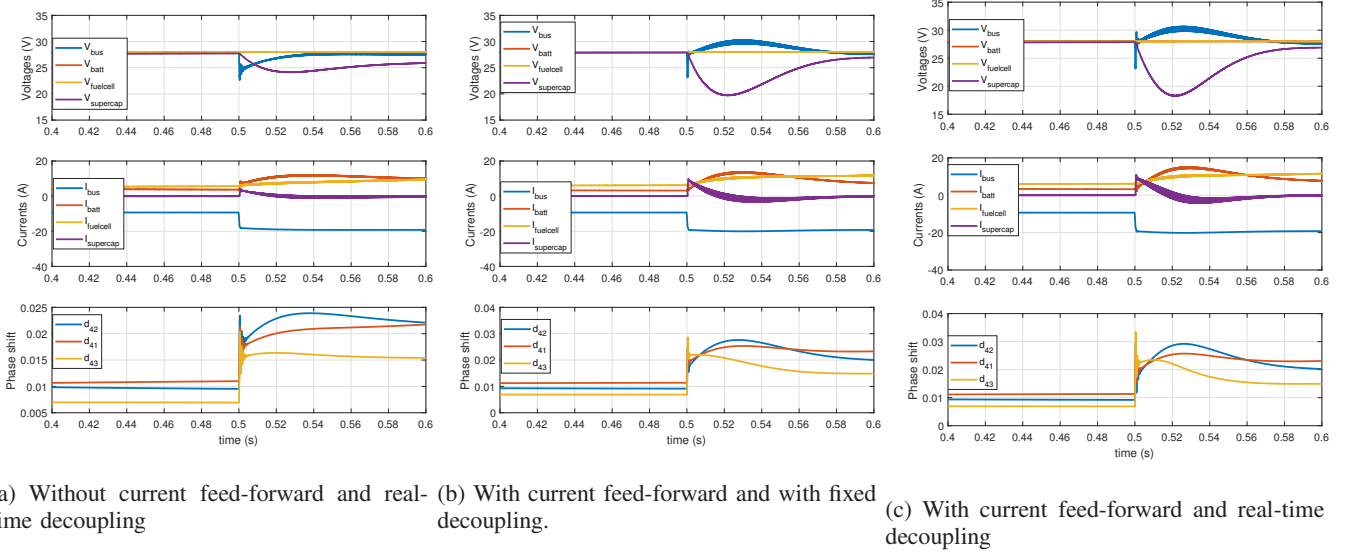 Voltages (V)
35
30
25
20
15
V_bus
V_batt
V_fuelcell
V_supercap
0.4 0.42 0.44 0.46 0.48 0.5 0.52 0.54 0.56 0.58 0.6
Currents (A)
20
0
-20
-40
I_bus
I_batt
I_fuelcell
I_supercap
0.4 0.42 0.44 0.46 0.48 0.5 0.52 0.54 0.56 0.58 0.6
Phase shift
0.025
0.02
0.015
0.01
0.005
d_42
d_41
d_43
0.4 0.42 0.44 0.46 0.48 0.5 0.52 0.54 0.56 0.58 0.6
time (s)
a) Without current feed-forward and real-
ime decoupling
Voltages (V)
35
30
25
20
15
V_bus
V_batt
V_fuelcell
V_supercap
0.4 0.42 0.44 0.46 0.48 0.5 0.52 0.54 0.56 0.58 0.6
Currents (A)
20
0
-20
-40
I_bus
I_batt
I_fuelcell
I_supercap
0.4 0.42 0.44 0.46 0.48 0.5 0.52 0.54 0.56 0.58 0.6
Phase shift
0.04
0.03
0.02
0.01
0
d_42
d_41
d_43
0.4 0.42 0.44 0.46 0.48 0.5 0.52 0.54 0.56 0.58 0.6
time (s)
(b) With current feed-forward and with fixed
decoupling.
Voltages (V)
35
30
25
20
15
V_bus
V_batt
V_fuelcell
V_supercap
0.4 0.42 0.44 0.46 0.48 0.5 0.52 0.54 0.56 0.58 0.6
Currents (A)
20
0
-20
-40
I_bus
I_batt
I_fuelcell
I_supercap
0.4 0.42 0.44 0.46 0.48 0.5 0.52 0.54 0.56 0.58 0.6
Phase shift
0.04
0.03
0.02
0.01
0
d_42
d_41
d_43
0.4 0.42 0.44 0.46 0.48 0.5 0.52 0.54 0.56 0.58 0.6
time (s)
(c) With current feed-forward and real-time
decoupling